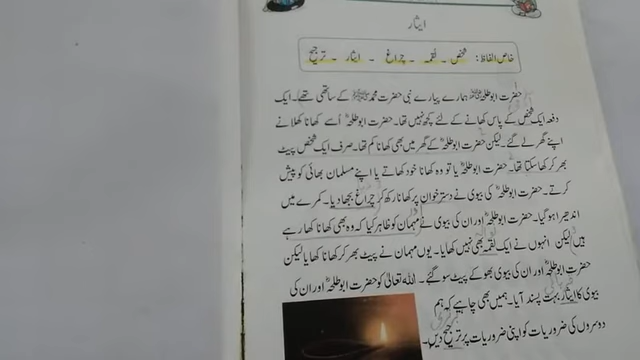 ایثار
خاص الفاظ: شخص ۔ لقمہ ۔ چراغ ۔ ایثار ۔ ترجیح
حضرت ابوطلحہؓ ہمارے پیارے نبی حضرت محمد ﷺ کے ساتھی تھے۔ ایک
دفعہ ایک شخص کے پاس کھانے کے لئے کچھ نہیں تھا۔ حضرت ابوطلحہؓ اُسے کھانا کھلانے
اپنے گھر لے گئے۔ لیکن حضرت ابوطلحہؓ کے گھر میں بھی کھانا کم تھا۔ صرف ایک شخص پیٹ
بھر کر کھا سکتا تھا۔ حضرت ابوطلحہؓ یا تو وہ کھانا خود کھاتے یا اپنے مسلمان بھائی کو پیش
کرتے۔ حضرت ابوطلحہؓ کی بیوی نے دسترخوان پر کھانا رکھ کر چراغ بجھا دیا۔ کمرے میں
اندھیرا ہو گیا۔ حضرت ابوطلحہؓ اور ان کی بیوی نے مہمان کو ظاہر کیا کہ وہ بھی کھانا کھا رہے
ہیں لیکن انہوں نے ایک لقمہ بھی نہیں کھایا۔ یوں مہمان نے پیٹ بھر کر کھانا کھایا لیکن
حضرت ابوطلحہؓ اور ان کی بیوی بھوکے پیٹ سو گئے۔ اللہ تعالیٰ کو حضرت ابوطلحہؓ اور ان کی
بیوی کا ایثار بہت پسند آیا۔ ہمیں بھی چاہیے کہ ہم
دوسروں کی ضروریات کو اپنی ضروریات پر ترجیح دیں۔